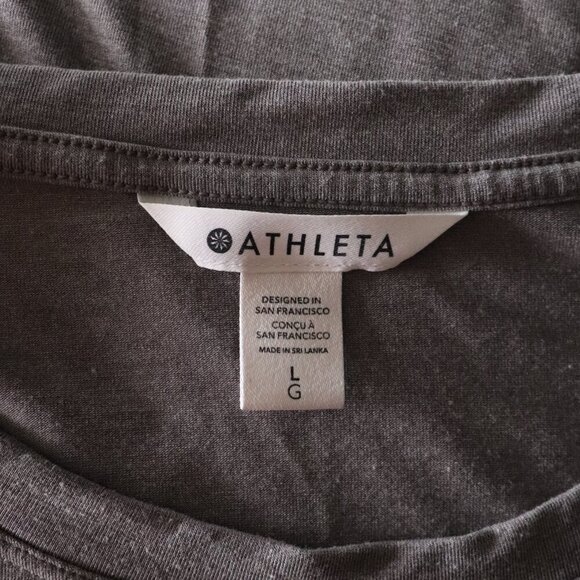 ATHLETA
DESIGNED IN
SAN FRANCISCO
CONÇU À
SAN FRANCISCO
MADE IN SRI LANKA
L
G